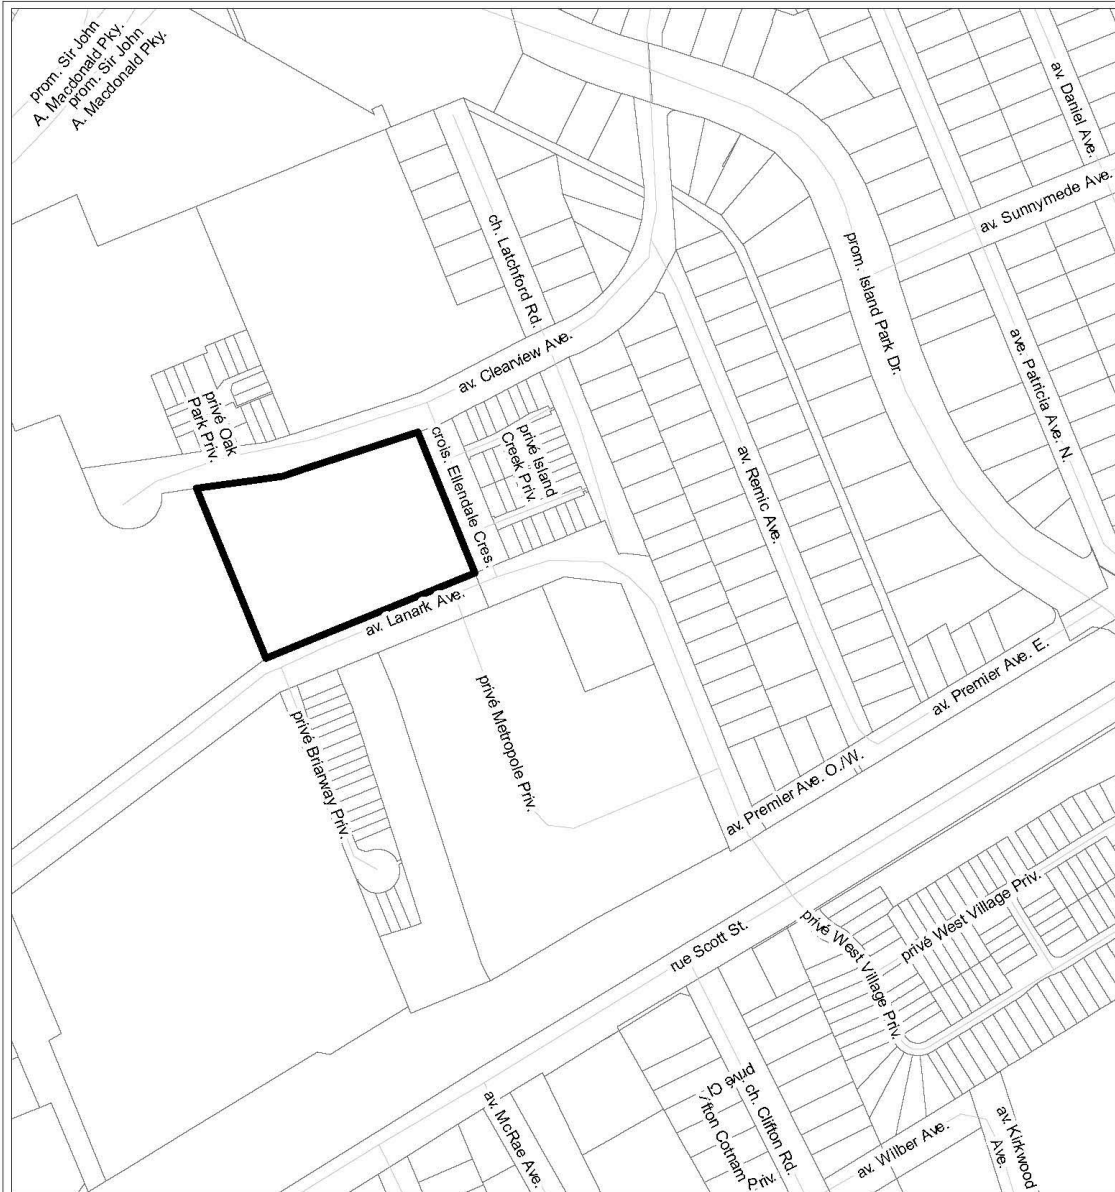 prom. Sir John
A. Macdonald Pky.
prom. Sir John
A. Macdonald Pky.
av. Daniel Ave.
av. Sunnymede Ave.
ch. Latchford Rd.
prom. Island Park Dr.
av. Clearview Ave.
ave. Patricia Ave. N.
privé Oak
Park Priv.
crois. Ellendale Cres.
privé Island
Creek Priv.
av. Remic Ave.
av. Lanark Ave.
privé Metropole Priv.
av. Premier Ave. E.
privé Briarway Priv.
av. Premier Ave. O./W.
privé West Village Priv.
privé West Village Priv.
rue Scott St.
privé Cl
ifton Cotnam
Priv.
ch. Clifton Rd.
av. McRae Ave.
av. Wilber Ave.
av. Kirkwood
Ave.